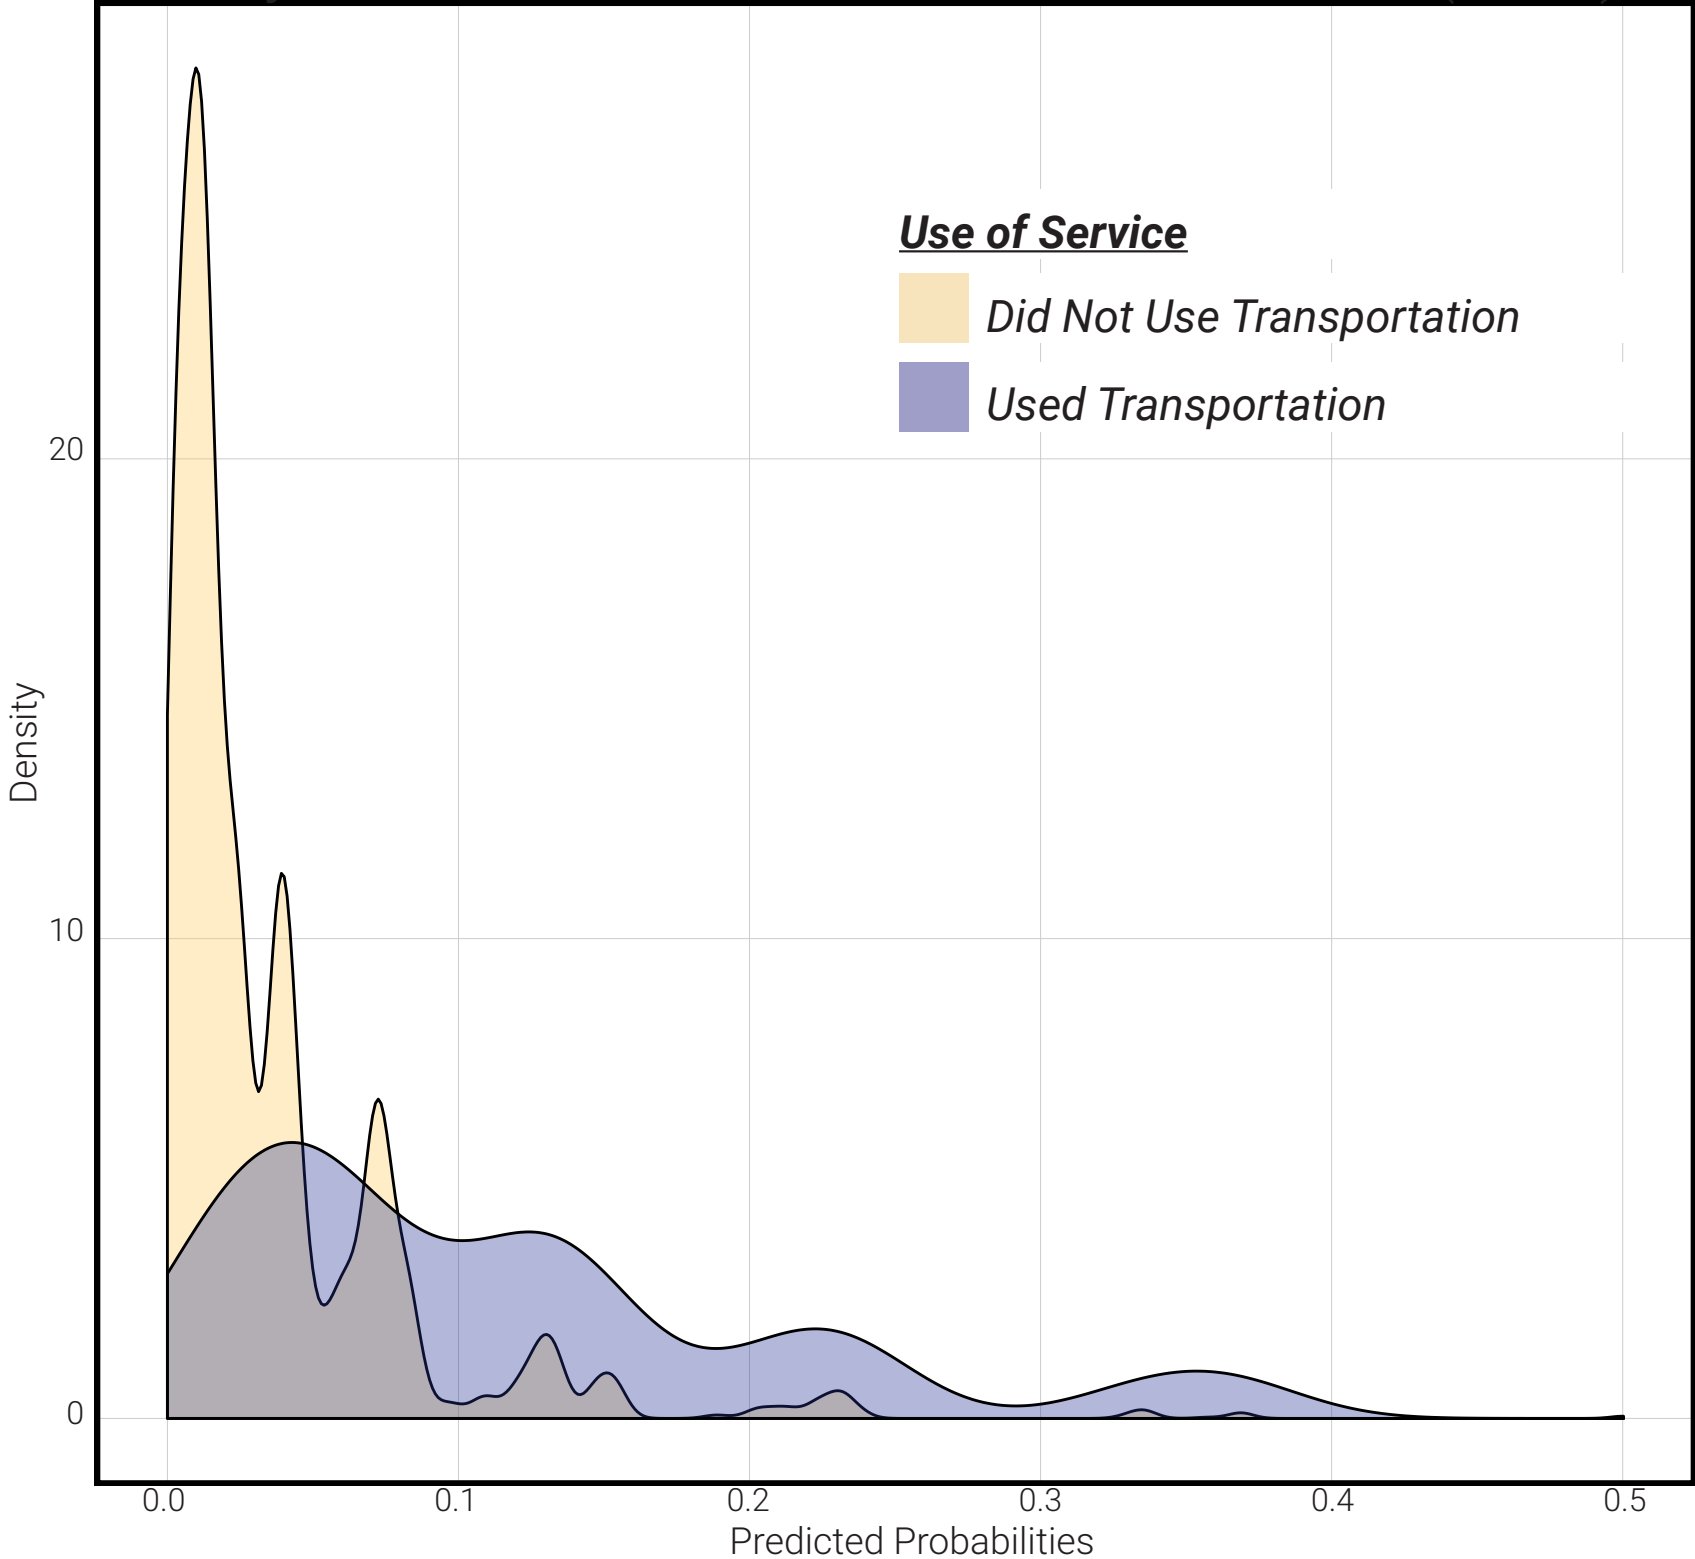 Use of Service
Did Not Use Transportation
Used Transportation
20
10
0
Density
0.0 0.1 0.2 0.3 0.4 0.5
Predicted Probabilities